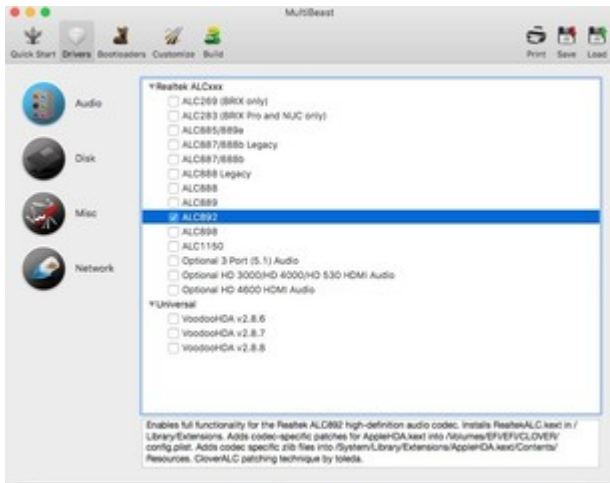 MultiBeast
Quick Start Drivers Bootloaders Customize Build Print Save Load
Audio
Disk
Misc
Network
▼Realtek ALCxxx
ALC269 (BRIX only)
ALC283 (BRIX Pro and NUC only)
ALC885/889a
ALC887/888b Legacy
ALC887/888b
ALC888 Legacy
ALC888
ALC889
ALC892
ALC898
ALC1150
Optional 3 Port (5.1) Audio
Optional HD 3000/HD 4000/HD 530 HDMI Audio
Optional HD 4600 HDMI Audio
▼Universal
VoodooHDA v2.8.6
VoodooHDA v2.8.7
VoodooHDA v2.8.8
Enables full functionality for the Realtek ALC892 high-definition audio codec. Installs RealtekALC.kext in /
Library/Extensions. Adds codec-specific patches for AppleHDA.kext into /Volumes/EFI/EFI/CLOVER/
config.plist. Adds codec specific zlib files into /System/Library/Extensions/AppleHDA.kext/Contents/
Resources. CloverALC patching technique by toleda.